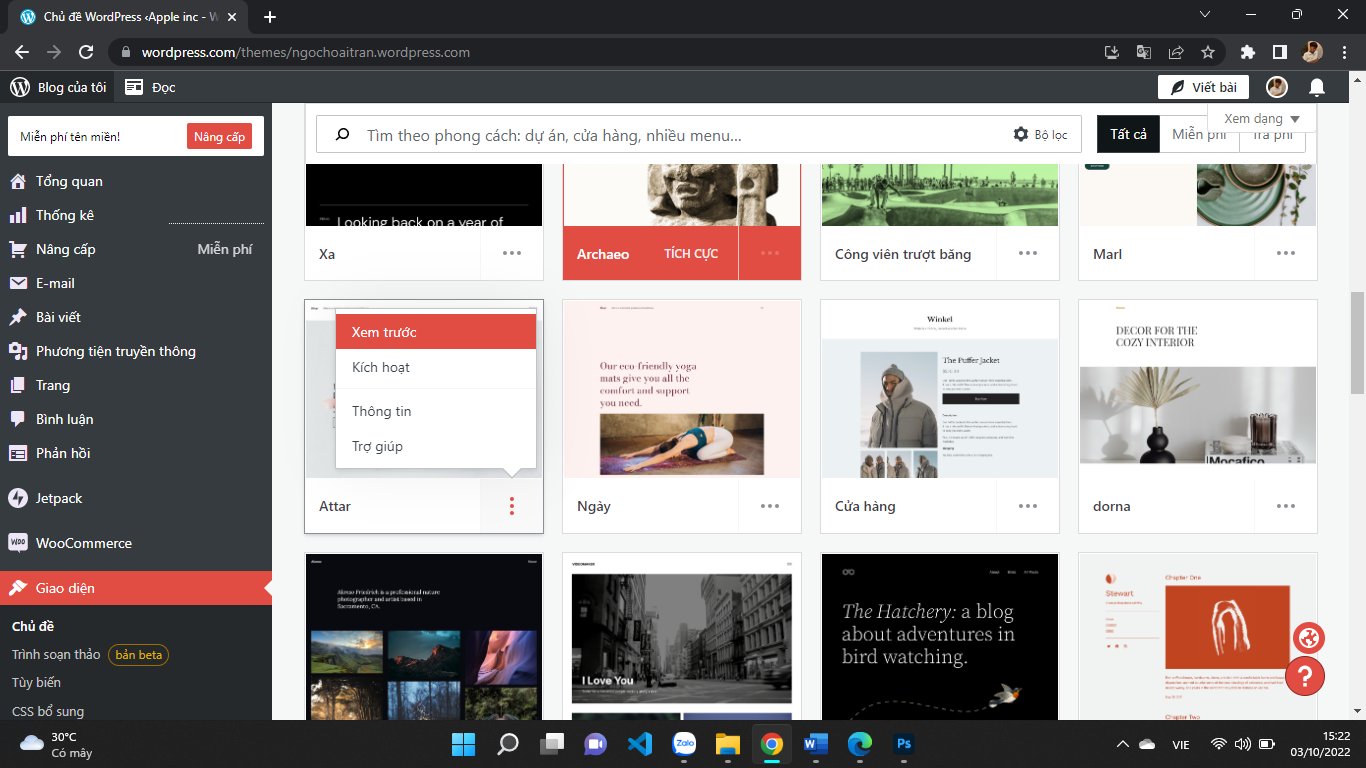 Chủ đề WordPress ‹Apple inc - W
wordpress.com/themes/ngochoaitran.wordpress.com
Blog của tôi
Đọc
Viết bài
Miễn phí tên miền!
Nâng cấp
Tổng quan
Thống kê
Nâng cấp
Miễn phí
E-mail
Bài viết
Phương tiện truyền thông
Trang
Bình luận
Phản hồi
Jetpack
WooCommerce
Giao diện
Chủ đề
Trình soạn thảo
bản beta
Tùy biến
CSS bổ sung
Tìm theo phong cách: dự án, cửa hàng, nhiều menu...
Bộ lọc
Tất cả
Miễn phí
Trả phí
Xem dạng
Looking back on a year of
Xa
Archaeo
TÍCH CỰC
Công viên trượt băng
Marl
Xem trước
Kích hoạt
Thông tin
Trợ giúp
Attar
Our eco-friendly yoga
mats give you all the
comfort and support
you need.
Ngày
Winkel
The Puffer Jacket
Cửa hàng
DECOR FOR THE
COZY INTERIOR
Mocafico
dorna
Alonso Friedrich is a professional nature
photographer and artist based in
Sacramento, CA.
VIDEOMAKER
I Love You
The Hatchery: a blog
about adventures in
bird watching.
Chapter One
Stewart
Chapter Two
?
30°C
Có mây
Zalo
Ps
VIE
15:22
03/10/2022